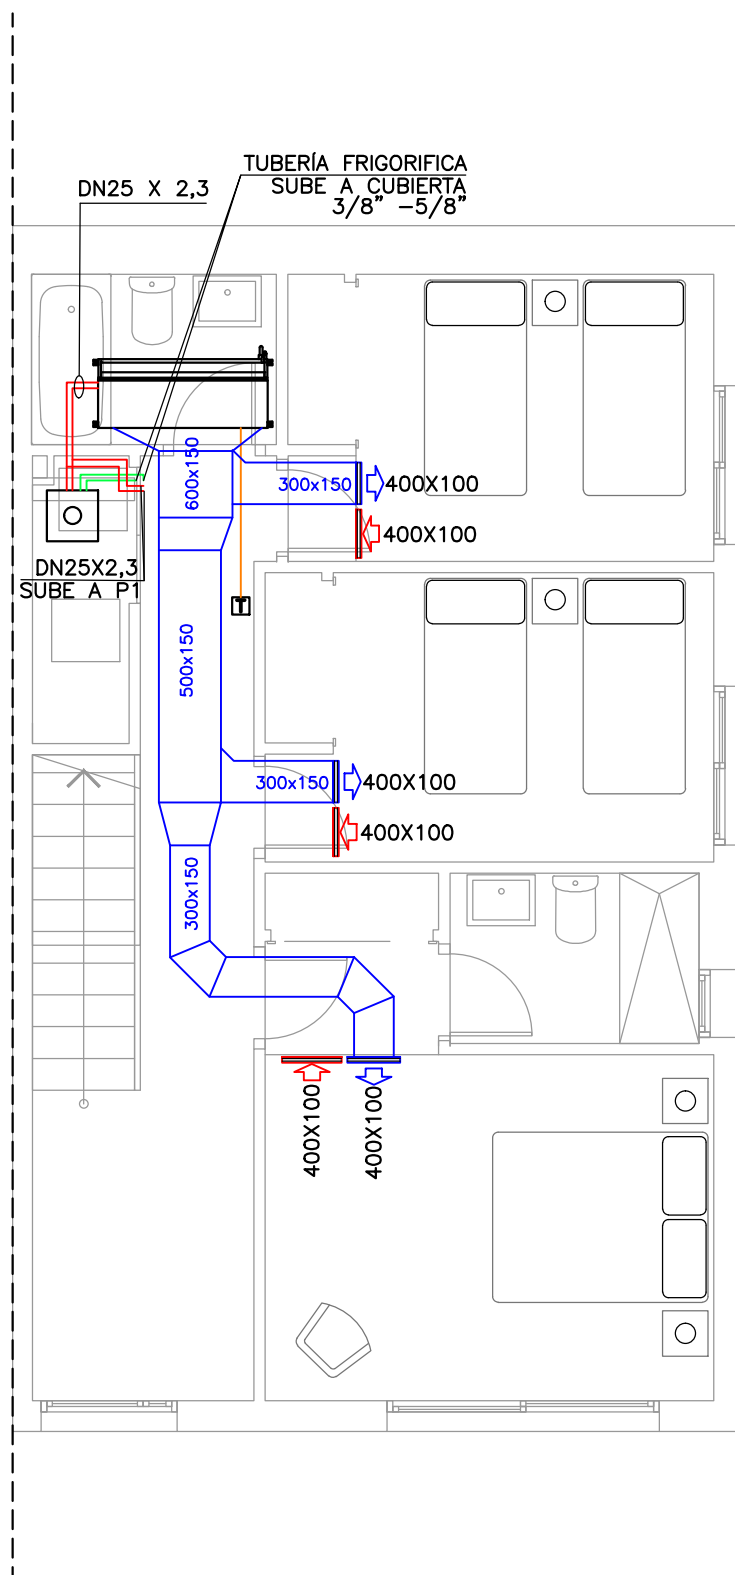 TUBERÍA FRIGORIFICA
SUBE A CUBIERTA
3/8” -5/8”
DN25 X 2,3
600x150
300x150
400X100
400X100
DN25X2,3
SUBE A P1
T
500x150
300x150
400X100
400X100
300x150
400X100
400X100